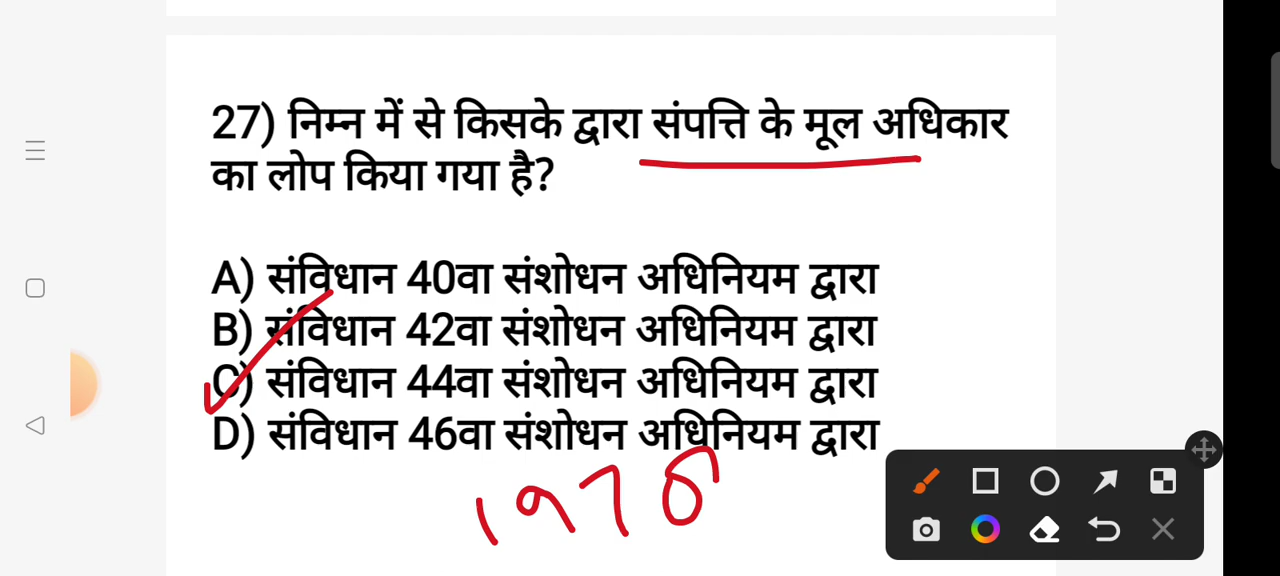 27) निम्न में से किसके द्वारा संपत्ति के मूल अधिकार
का लोप किया गया है?
A) संविधान 40वा संशोधन अधिनियम द्वारा
B) संविधान 42वा संशोधन अधिनियम द्वारा
C) संविधान 44वा संशोधन अधिनियम द्वारा
D) संविधान 46वा संशोधन अधिनियम द्वारा
1978